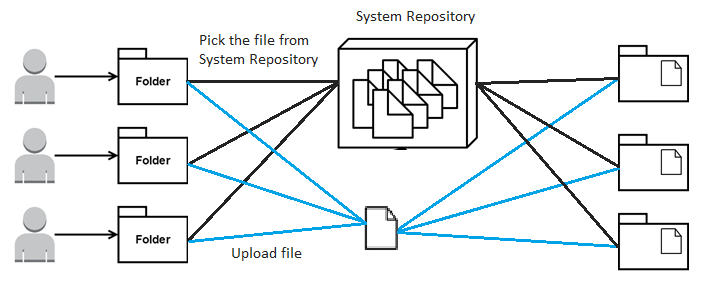 System Repository
Pick the file from
System Repository
Folder
Folder
Folder
Upload file